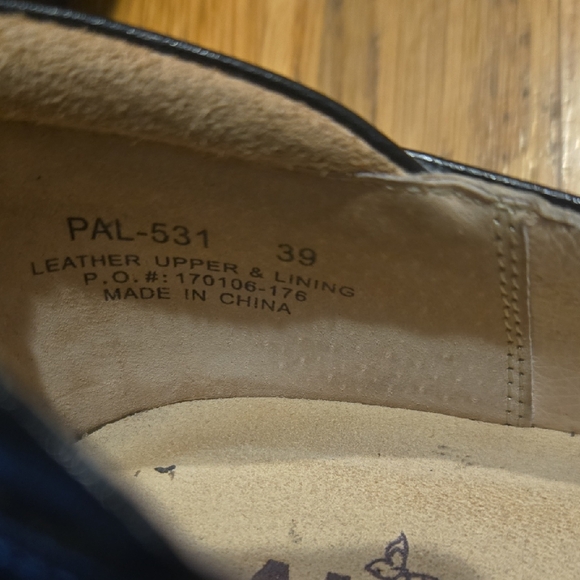 PAL-531 39
LEATHER UPPER & LINING
P.O.#: 170106-176
MADE IN CHINA